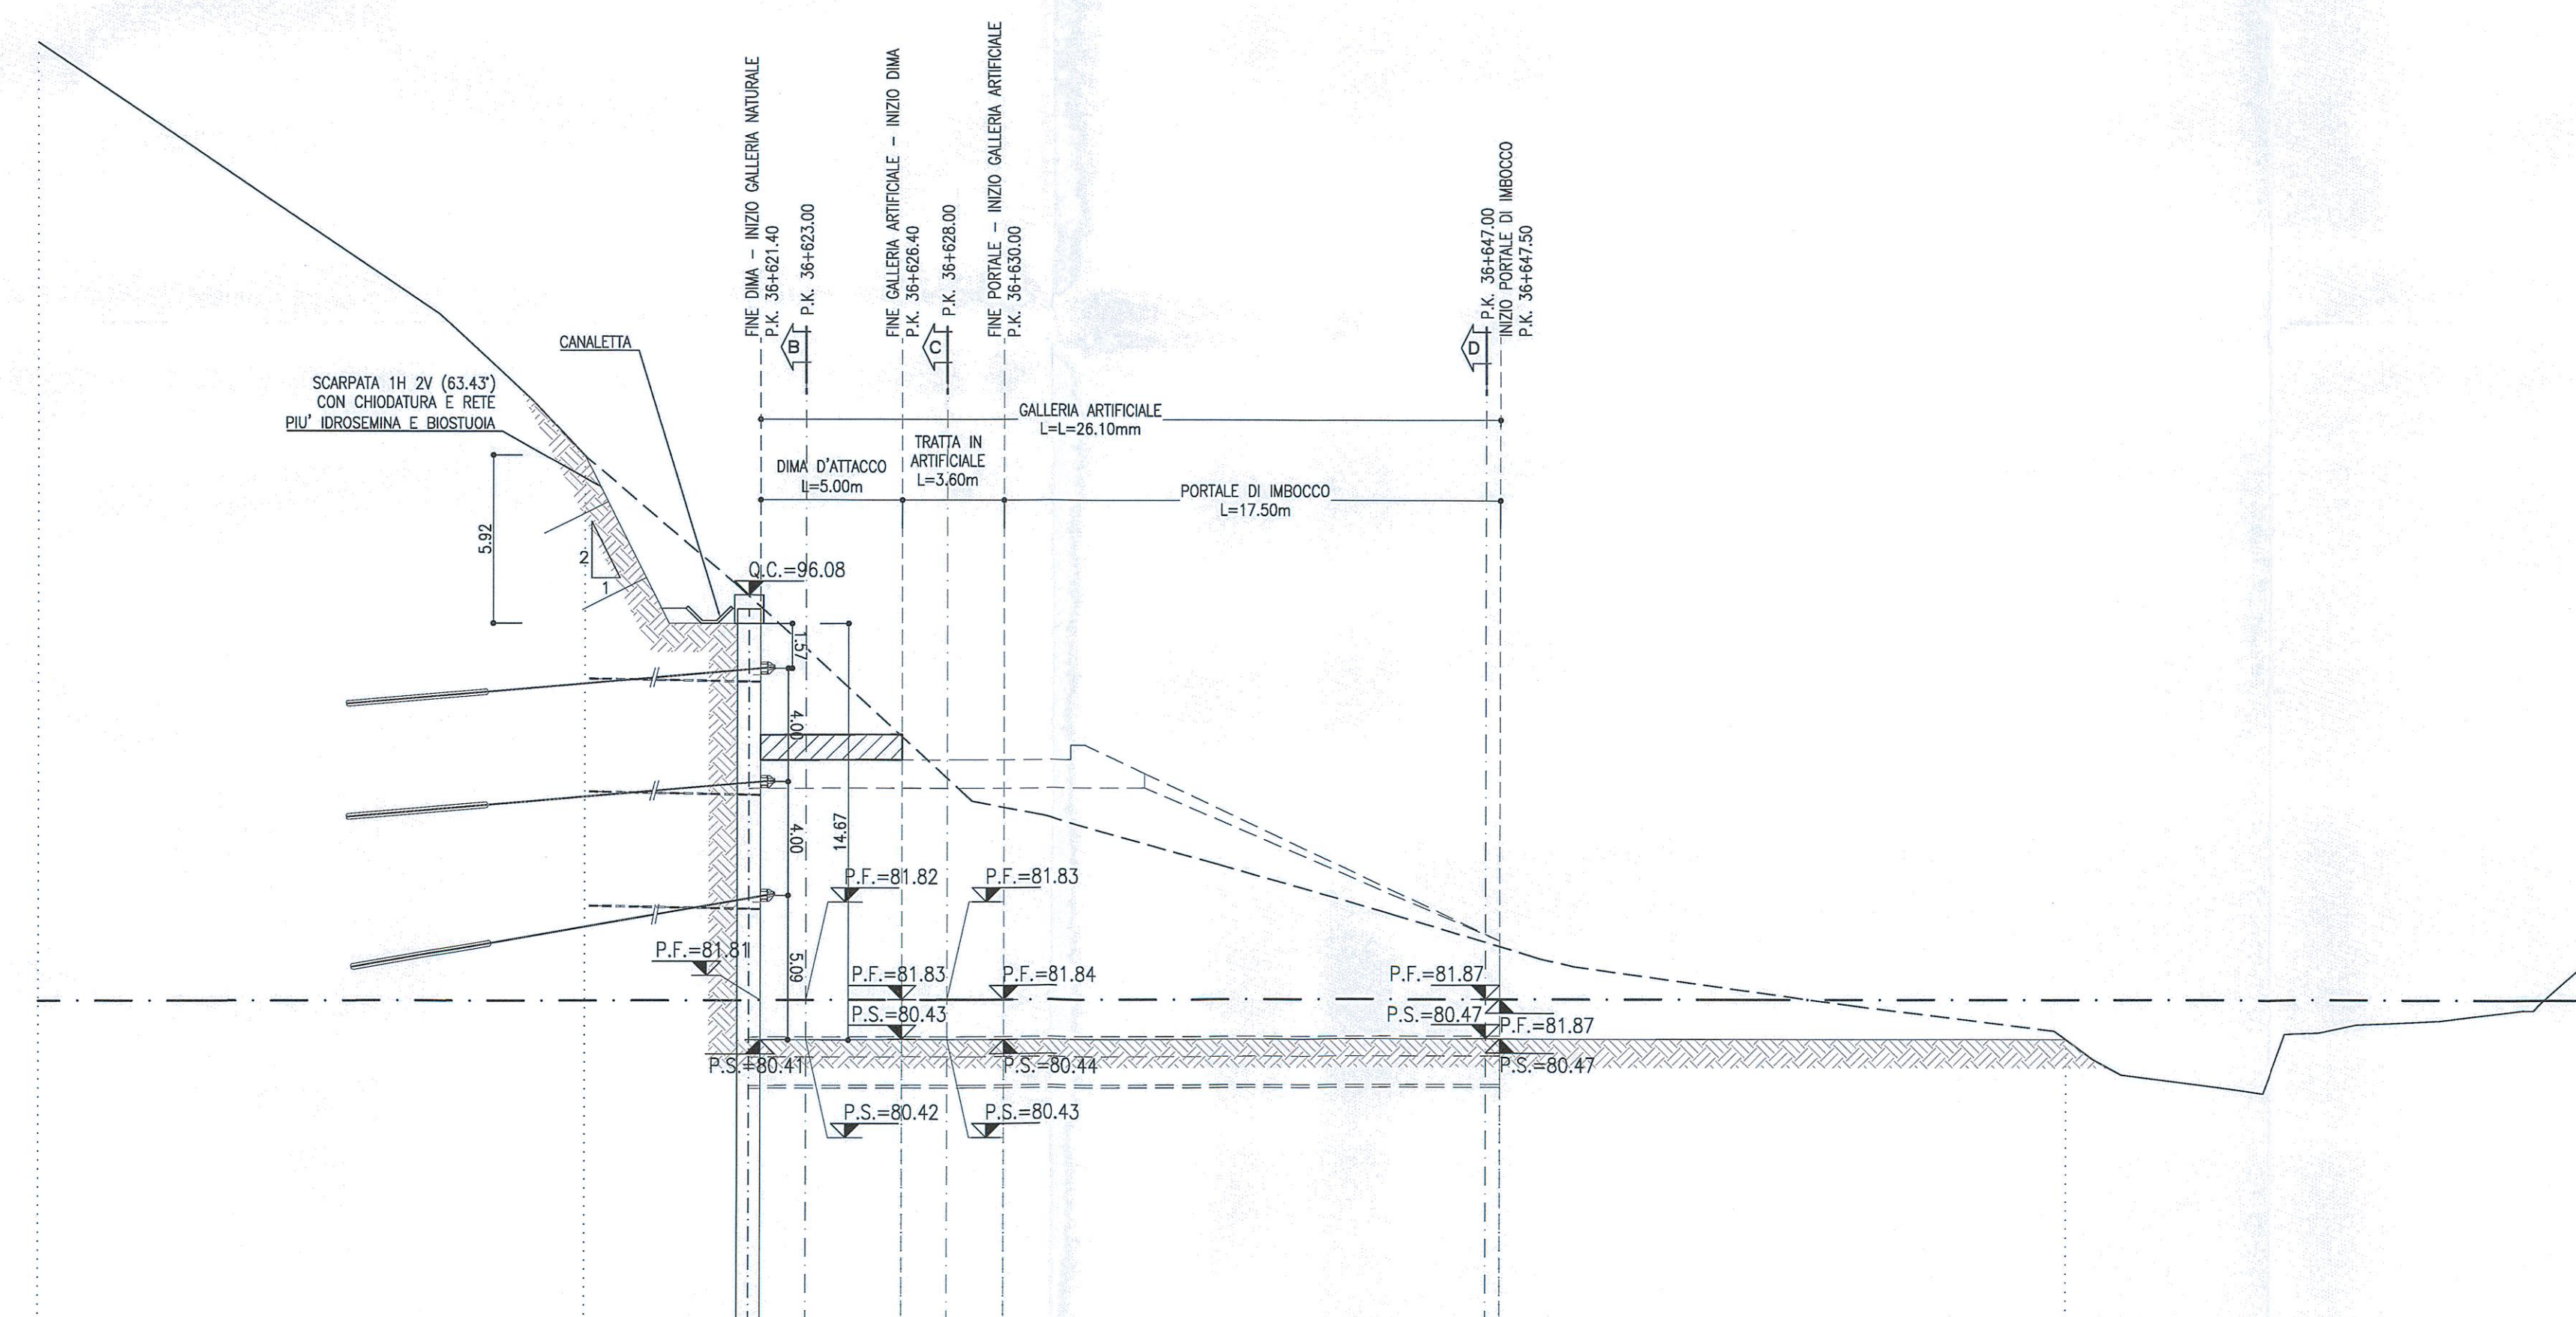 FINE DIMA - INIZIO GALLERIA NATURALE
P.K. 36+621.40
P.K. 36+623.00
FINE GALLERIA ARTIFICIALE - INIZIO DIMA
P.K. 36+626.40
P.K. 36+628.00
FINE PORTALE - INIZIO GALLERIA ARTIFICIALE
P.K. 36+630.00
P.K. 36+647.00
INIZIO PORTALE DI IMBOCCO
P.K. 36+647.50
B
C
D
CANALETTA
SCARPATA 1H 2V (63.43°)
CON CHIODATURA E RETE
PIU' IDROSEMINA E BIOSTUOIA
GALLERIA ARTIFICIALE
L=L=26.10mm
DIMA D'ATTACCO
L=5.00m
TRATTA IN
ARTIFICIALE
L=3.60m
PORTALE DI IMBOCCO
L=17.50m
5.92
2
1
Q.C.=96.08
1.57
4.00
4.00
14.67
5.09
P.F.=81.82
P.F.=81.83
P.F.=81.81
P.F.=81.83
P.F.=81.84
P.F.=81.87
P.S.=80.43
P.S.=80.47
P.F.=81.87
P.S.=80.41
P.S.=80.44
P.S.=80.47
P.S.=80.42
P.S.=80.43